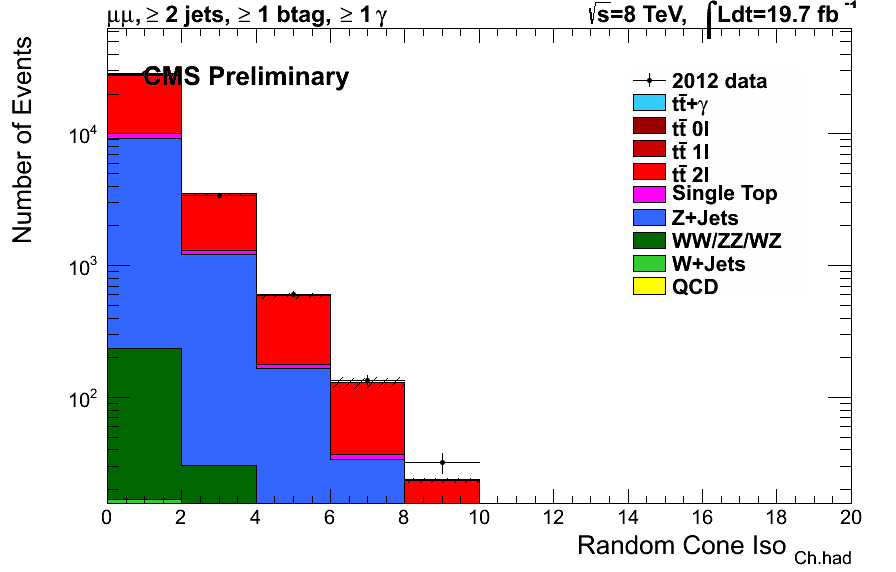 μμ, ≥ 2 jets, ≥ 1 btag, ≥ 1 γ
√s=8 TeV, ∫Ldt=19.7 fb⁻¹
CMS Preliminary
Number of Events
10⁴
10³
10²
2012 data
tt̅+γ
tt̅ 0l
tt̅ 1l
tt̅ 2l
Single Top
Z+Jets
WW/ZZ/WZ
W+Jets
QCD
0 2 4 6 8 10 12 14 16 18 20
Random Cone Iso Ch.had